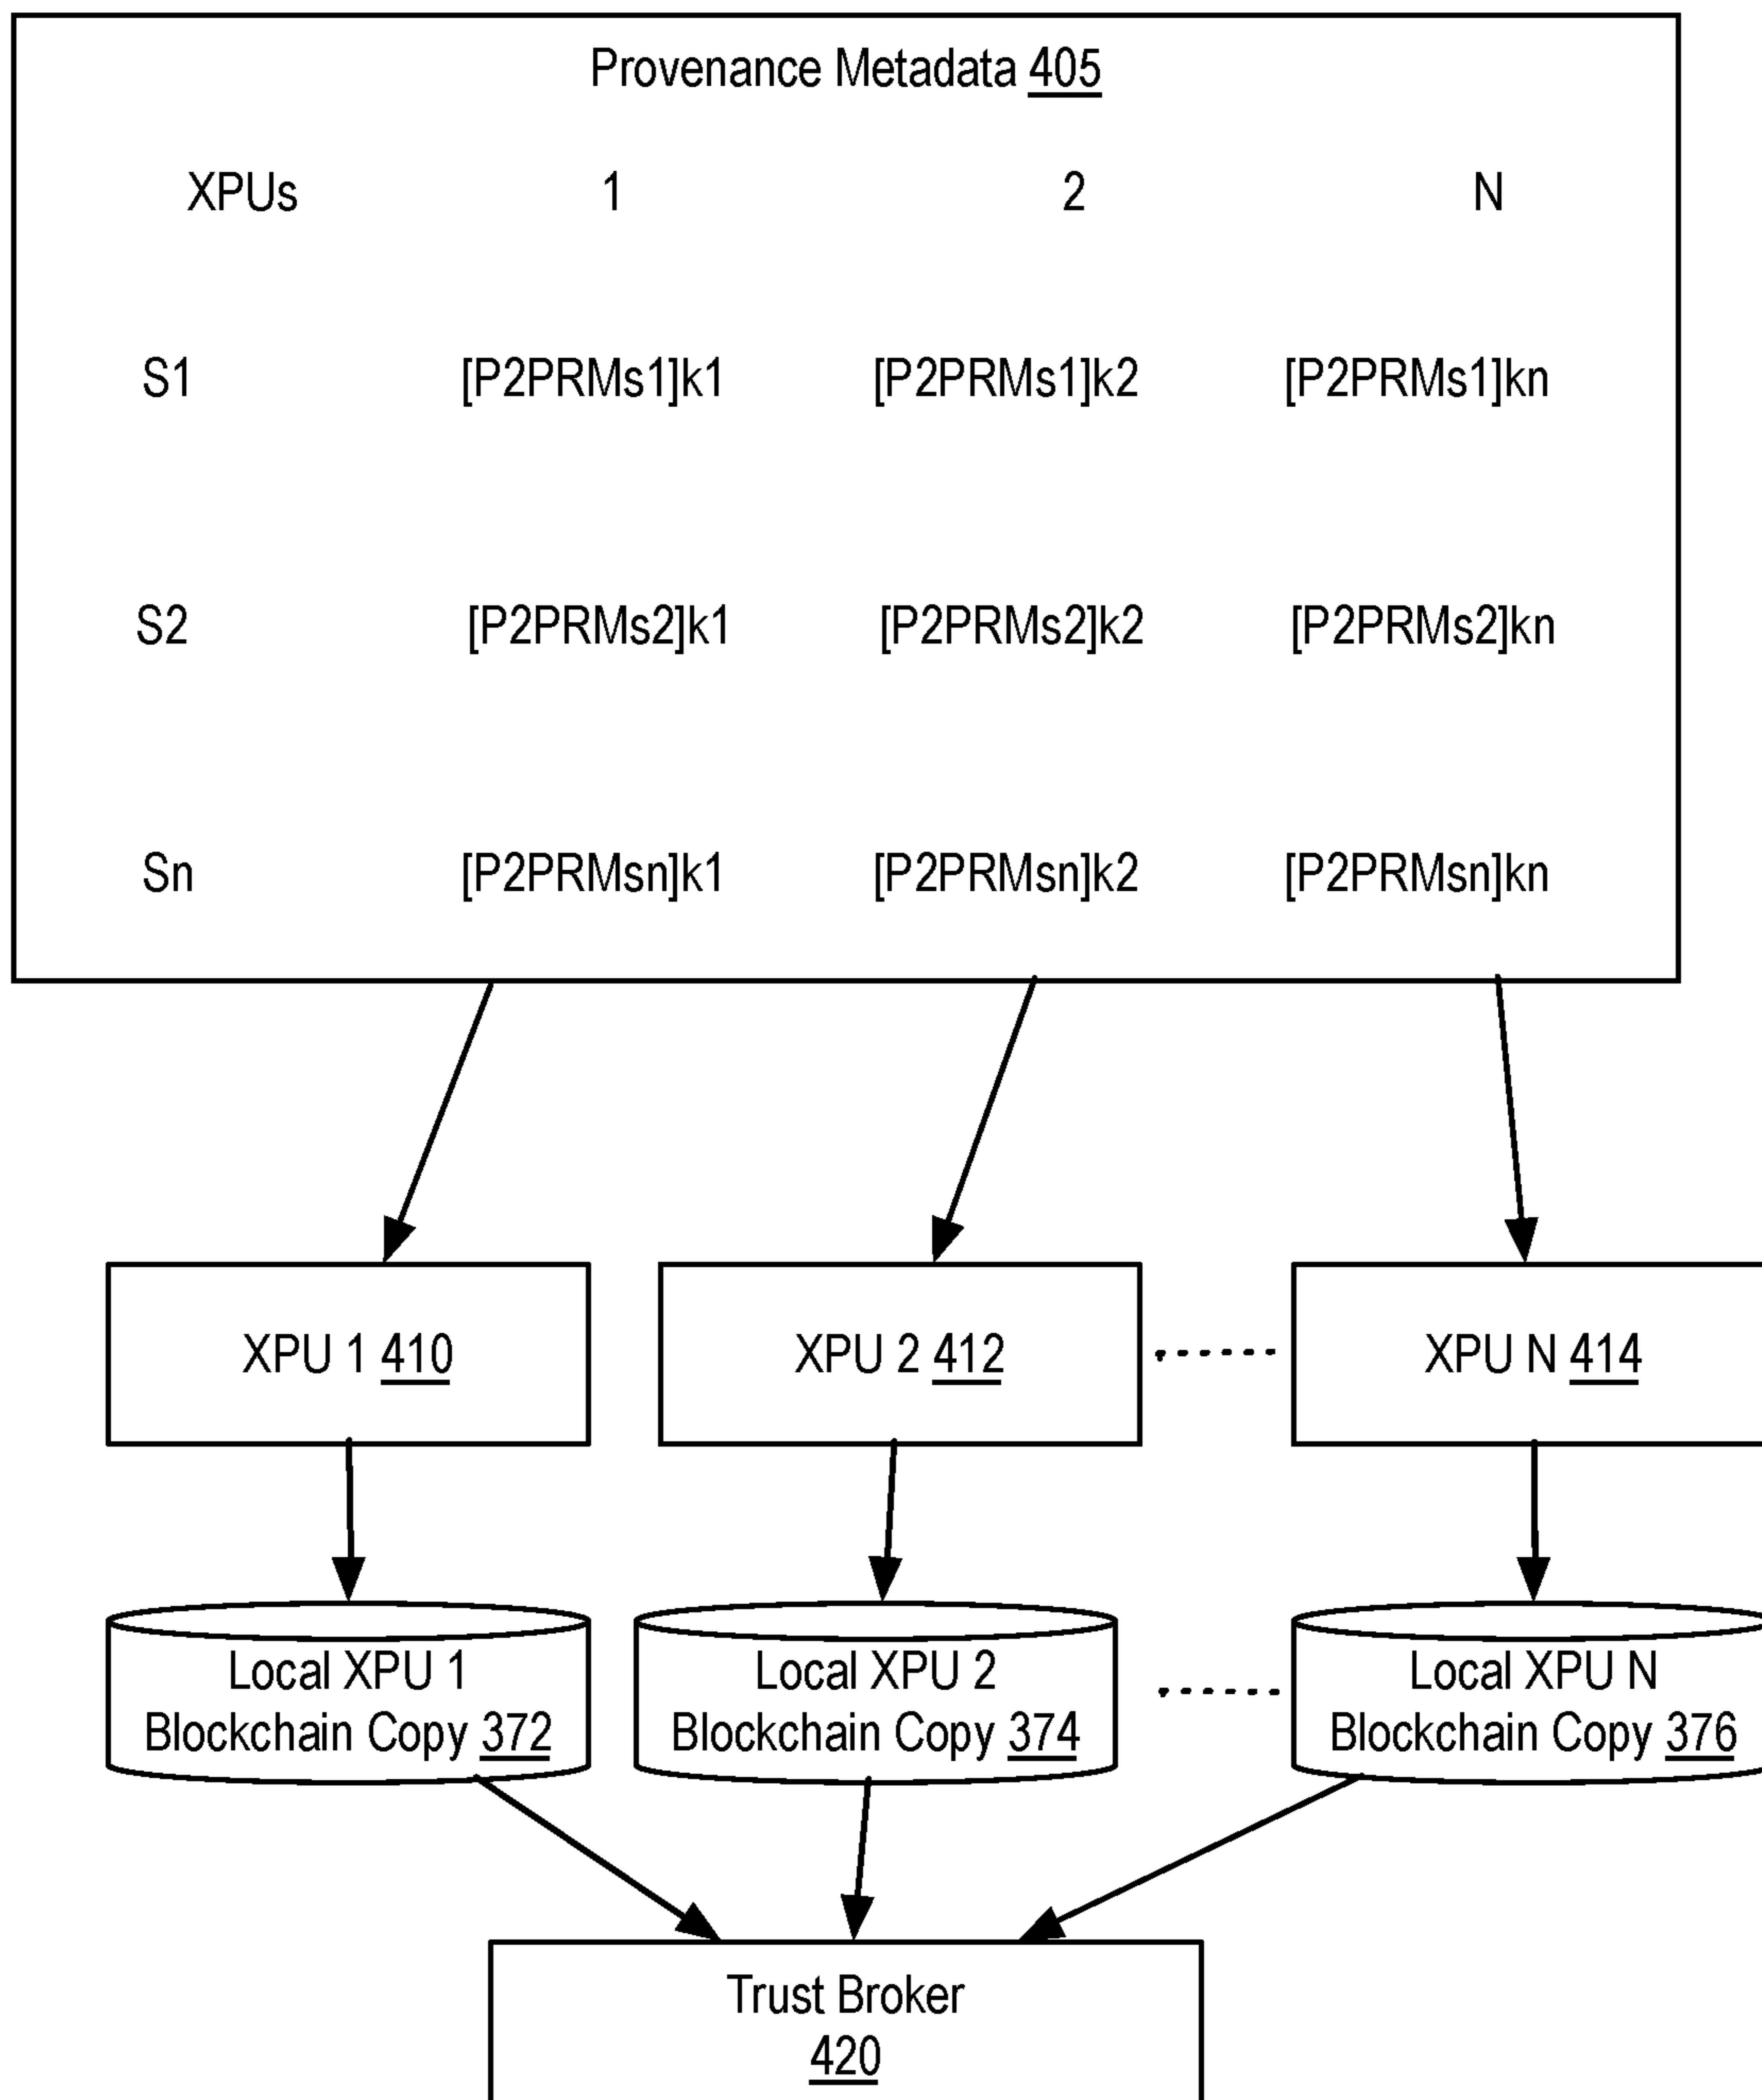 Provenance Metadata 405
XPUs 1 2 N
S1 [P2PRMs1]k1 [P2PRMs1]k2 [P2PRMs1]kn
S2 [P2PRMs2]k1 [P2PRMs2]k2 [P2PRMs2]kn
Sn [P2PRMsn]k1 [P2PRMsn]k2 [P2PRMsn]kn
XPU 1 410
XPU 2 412
XPU N 414
Local XPU 1
Blockchain Copy 372
Local XPU 2
Blockchain Copy 374
Local XPU N
Blockchain Copy 376
Trust Broker
420